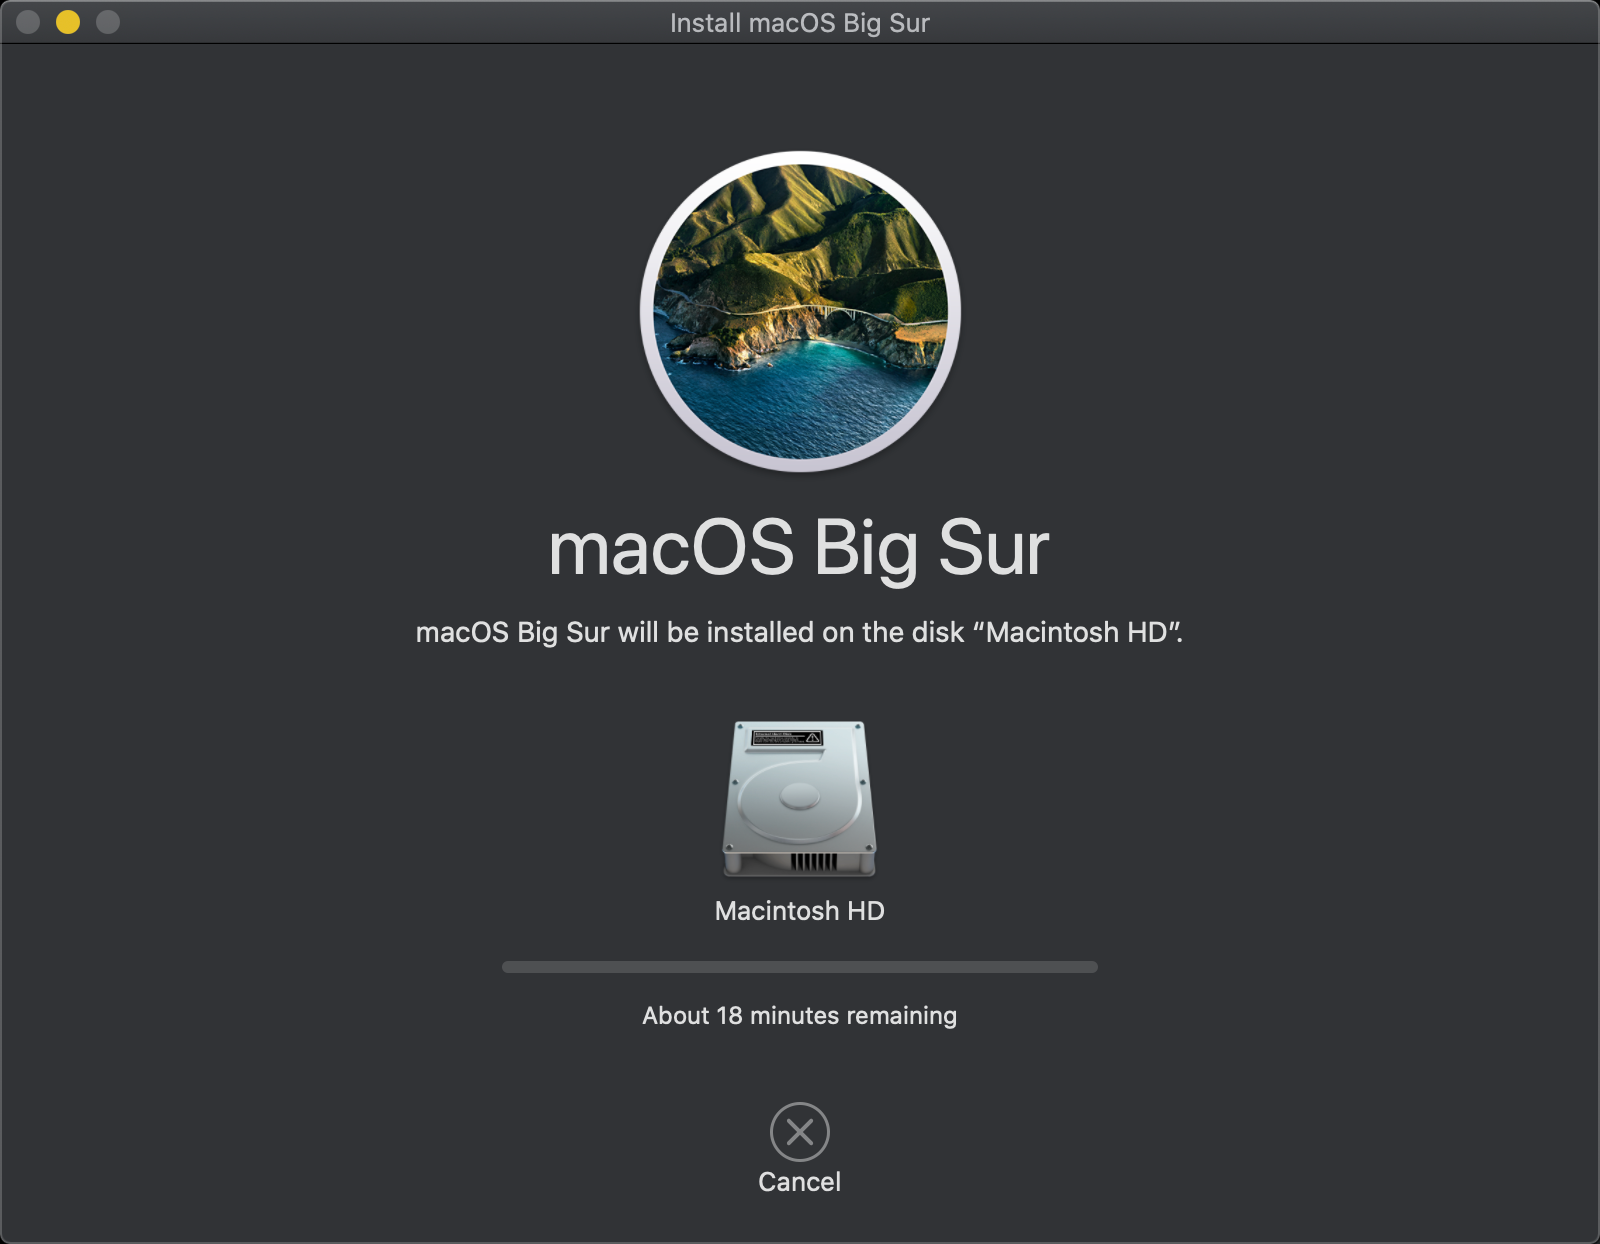 Install macOS Big Sur
macOS Big Sur
macOS Big Sur will be installed on the disk “Macintosh HD”.
Macintosh HD
About 18 minutes remaining
Cancel